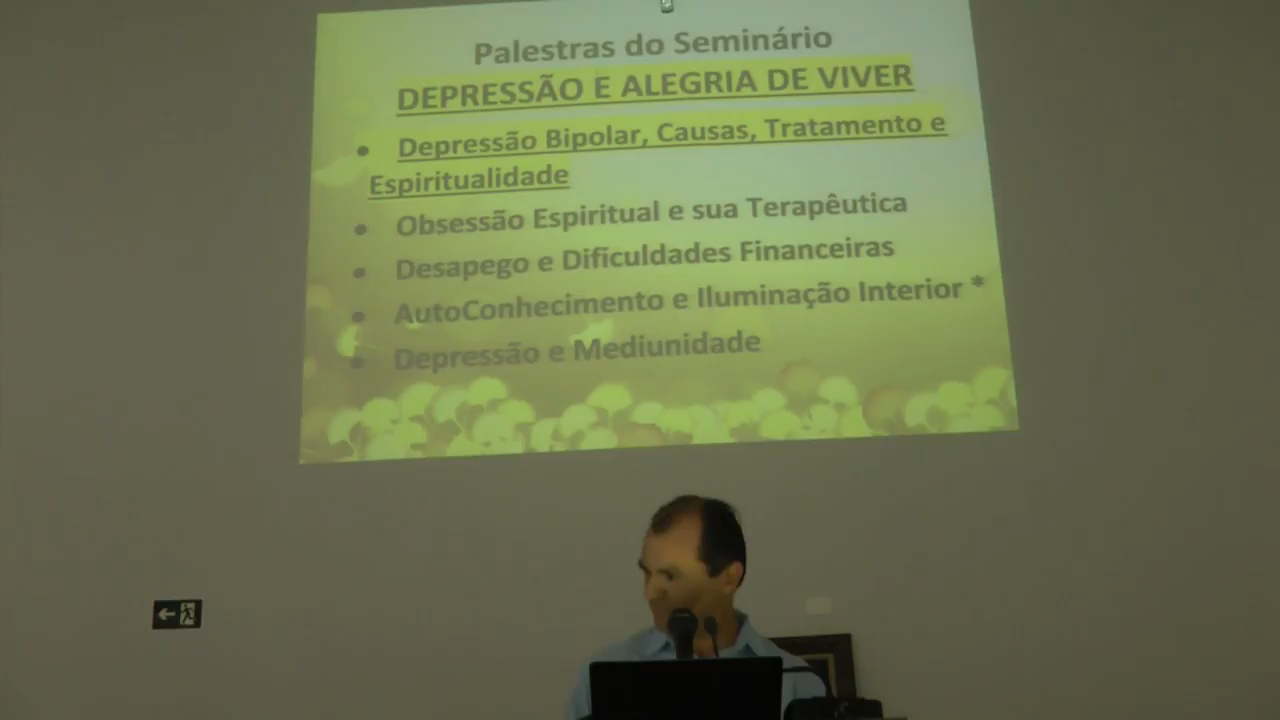 Palestras do Seminário
DEPRESSÃO E ALEGRIA DE VIVER
• Depressão Bipolar, Causas, Tratamento e
Espiritualidade
• Obsessão Espiritual e sua Terapêutica
• Desapego e Dificuldades Financeiras
• AutoConhecimento e Iluminação Interior *
• Depressão e Mediunidade